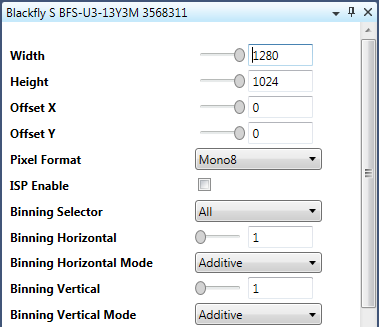 Blackfly S BFS-U3-13Y3M 3568311
Width 1280
Height 1024
Offset X 0
Offset Y 0
Pixel Format Mono8
ISP Enable
Binning Selector All
Binning Horizontal 1
Binning Horizontal Mode Additive
Binning Vertical 1
Binning Vertical Mode Additive